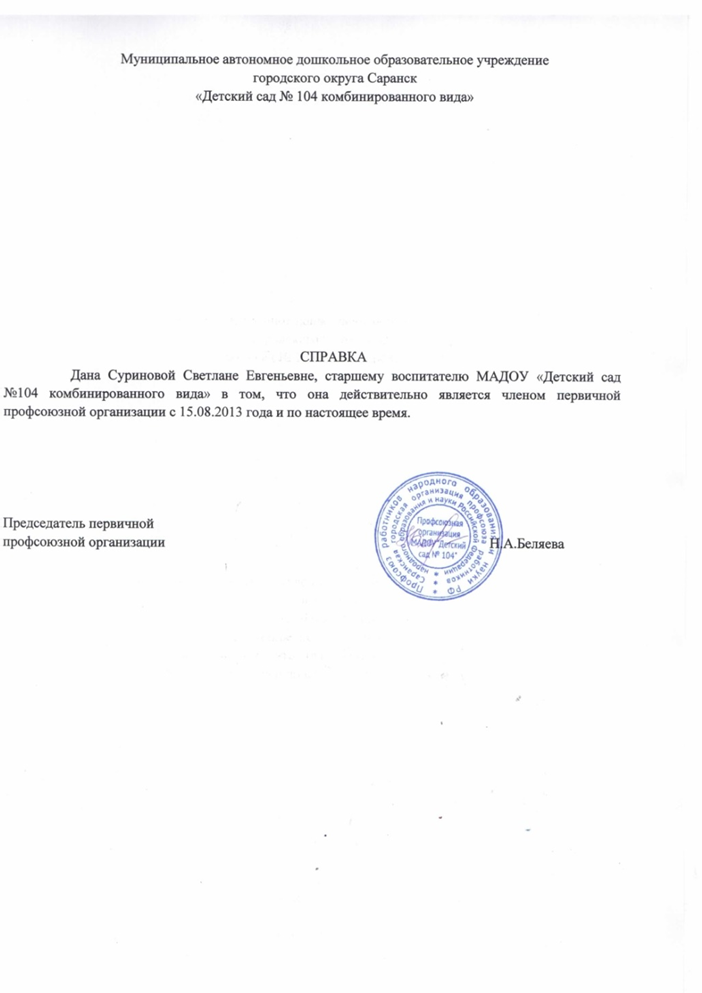 Муниципальное автономное дошкольное образовательное учреждение
городского округа Саранск
«Детский сад № 104 комбинированного вида»
СПРАВКА
Дана Суриновой Светлане Евгеньевне, старшему воспитателю МАДОУ «Детский сад
№104 комбинированного вида» в том, что она действительно является членом первичной
профсоюзной организации с 15.08.2013 года и по настоящее время.
Председатель первичной
профсоюзной организации
Н.А.Беляева
Профсоюз работников народного образования и науки РФ
Саранская городская организация профсоюза работников
народного образования и науки Российской Федерации
Профсоюзная
организация
МАДОУ "Детский
сад № 104"